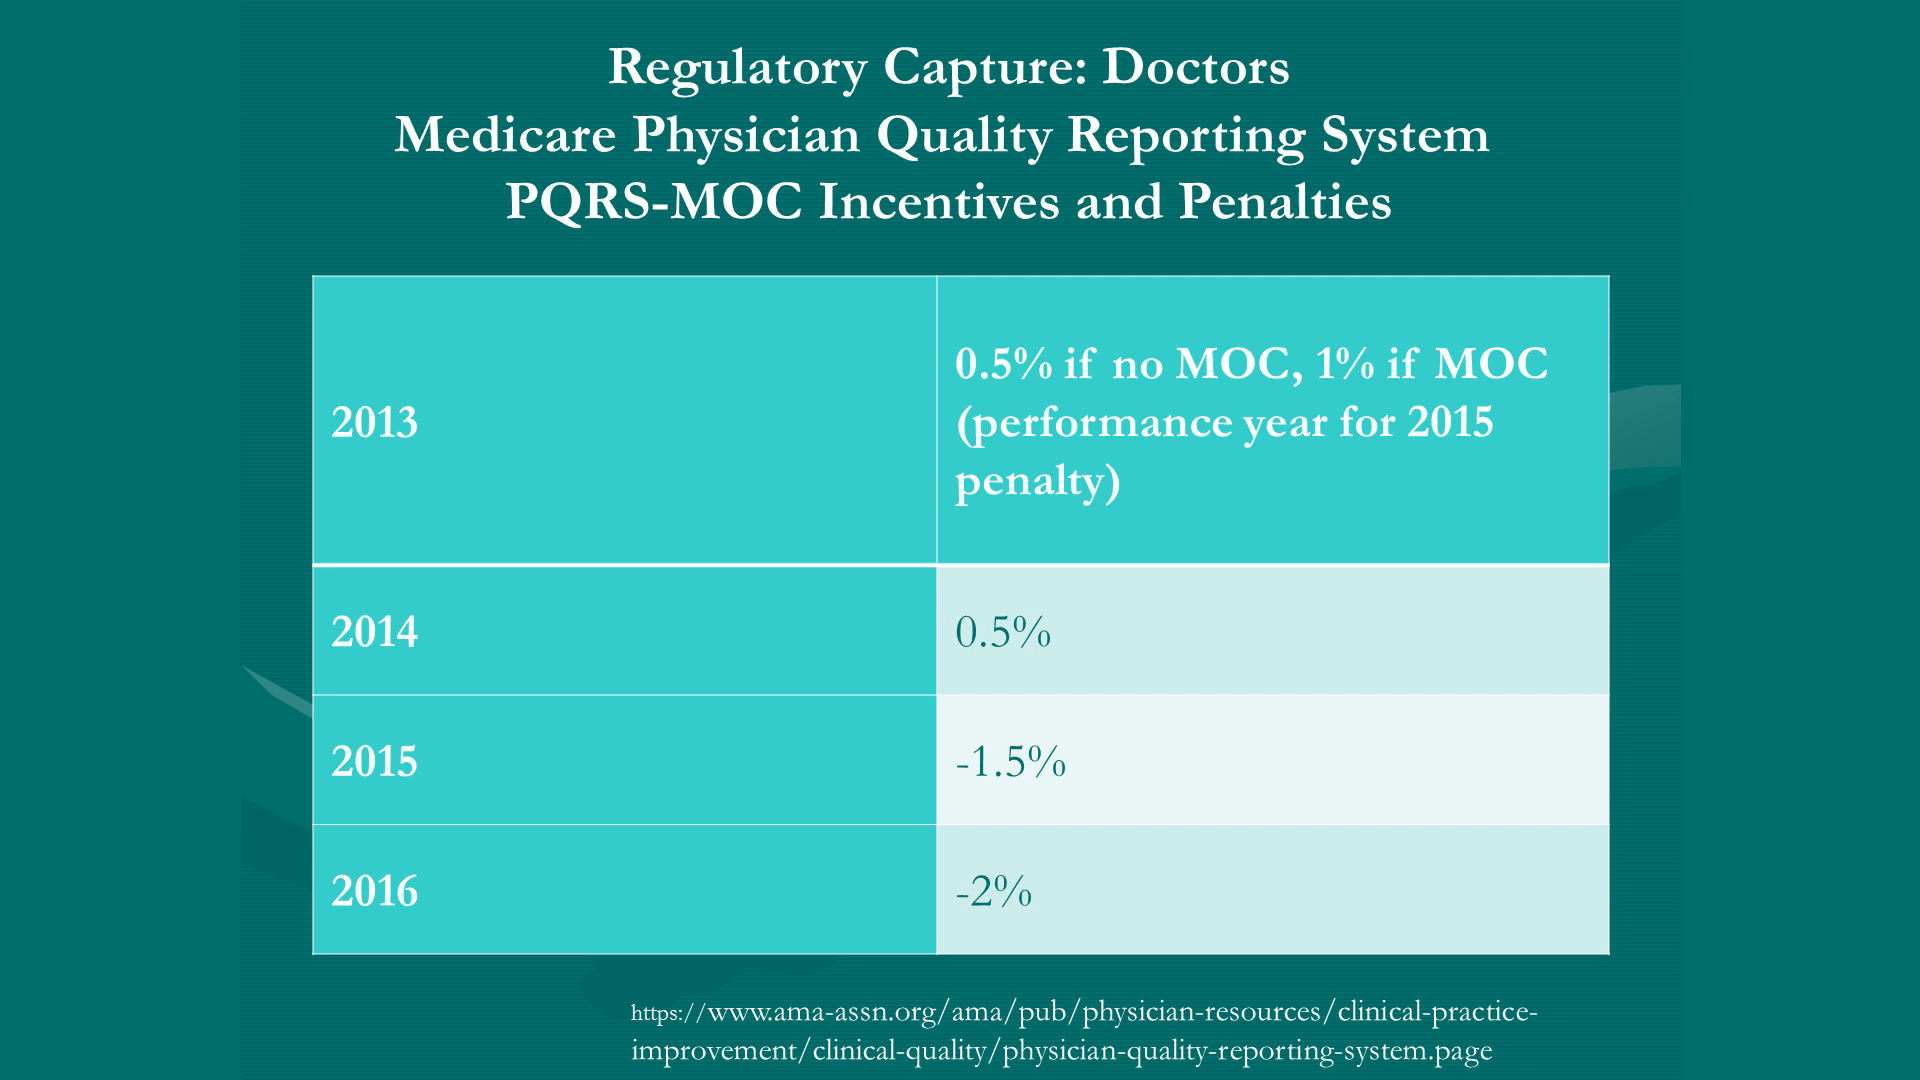 Regulatory Capture: Doctors
Medicare Physician Quality Reporting System
PQRS-MOC Incentives and Penalties
2013
0.5% if no MOC, 1% if MOC
(performance year for 2015
penalty)
2014
0.5%
2015
-1.5%
2016
-2%
https://www.ama-assn.org/ama/pub/physician-resources/clinical-practice-
improvement/clinical-quality/physician-quality-reporting-system.page